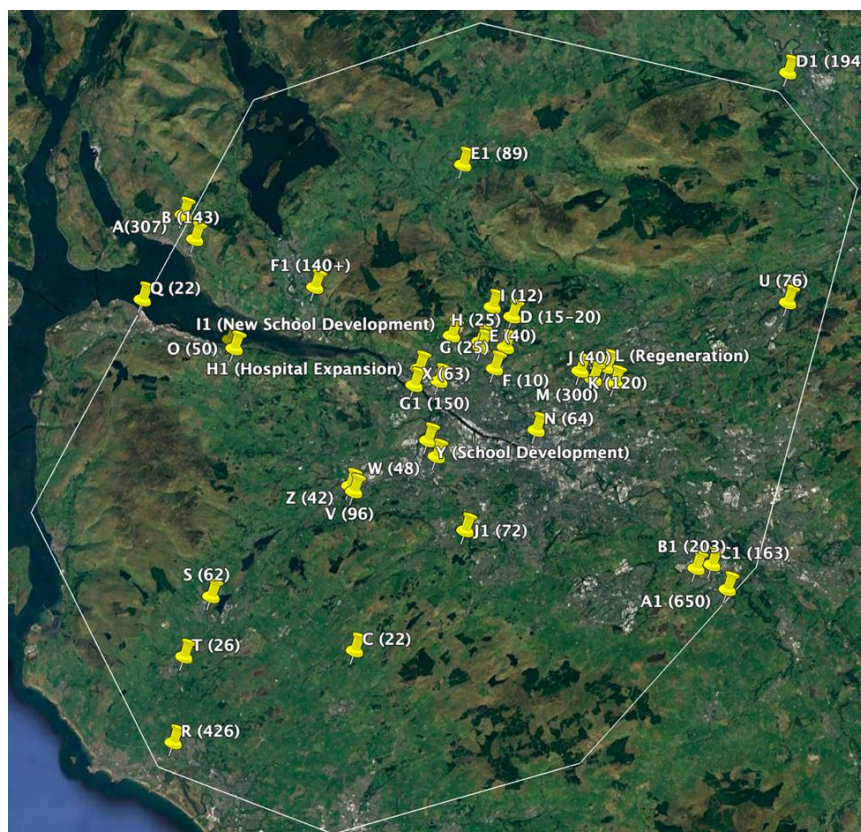 D1 (194
E1 (89)
B (143)
A(307)
F1 (140+)
Q (22)
U (76)
I (12)
D (15-20)
H (25)
I1 (New School Development)
E (40)
G (25)
O (50)
J (40)
L (Regeneration)
H1 (Hospital Expansion)
X (63)
F (10)
K (120)
M (300)
G1 (150)
N (64)
Y (School Development)
W (48)
Z (42)
V (96)
J1 (72)
B1 (203)
C1 (163)
S (62)
A1 (650)
T (26)
C (22)
R (426)